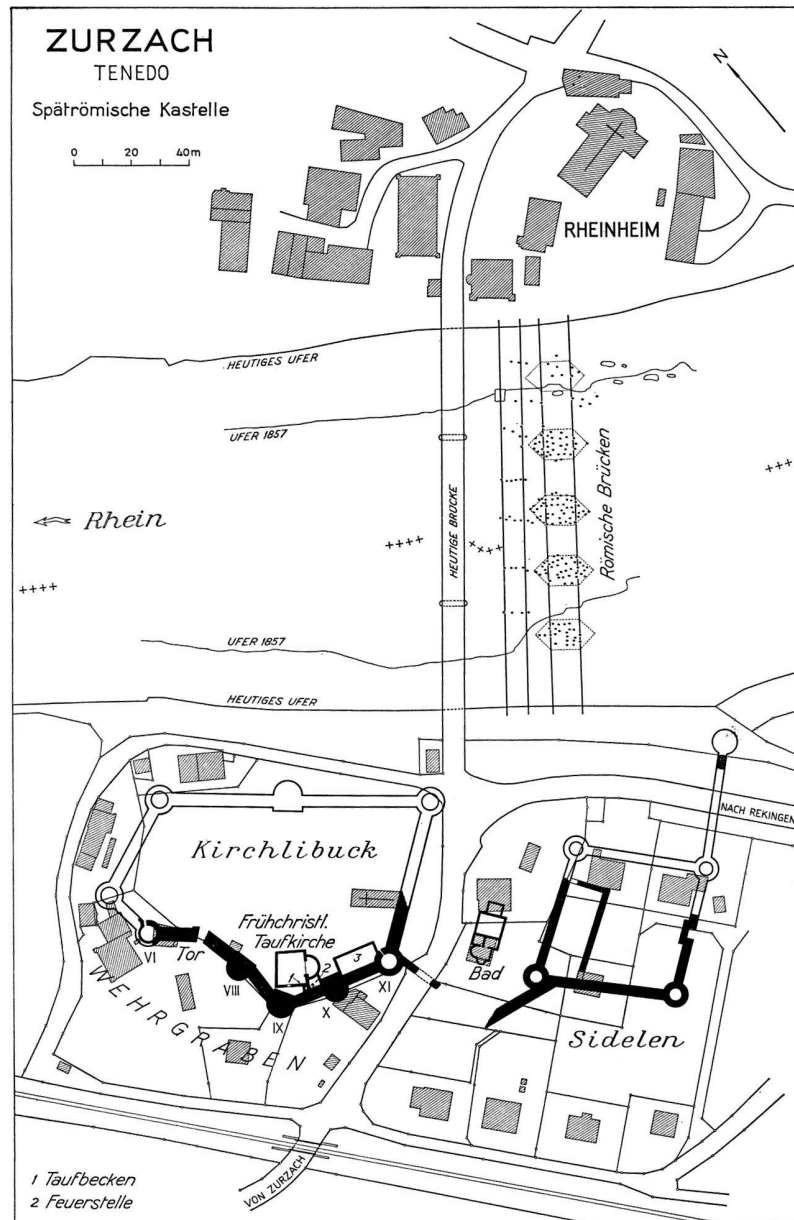 ZURZACH
TENEDO
Spätrömische Kastelle
0 20 40m
N
RHEINHEIM
HEUTIGES UFER
UFER 1857
HEUTIGE BRÜCKE
Römische Brücken
Rhein
UFER 1857
HEUTIGES UFER
NACH REKINGEN
Kirchlibuck
Frühchristl.
Taufkirche
Tor
VI
VIII
IX
X
XI
1
2
3
Bad
Sidelen
WEHRGRABEN
VON ZURZACH
1 Taufbecken
2 Feuerstelle